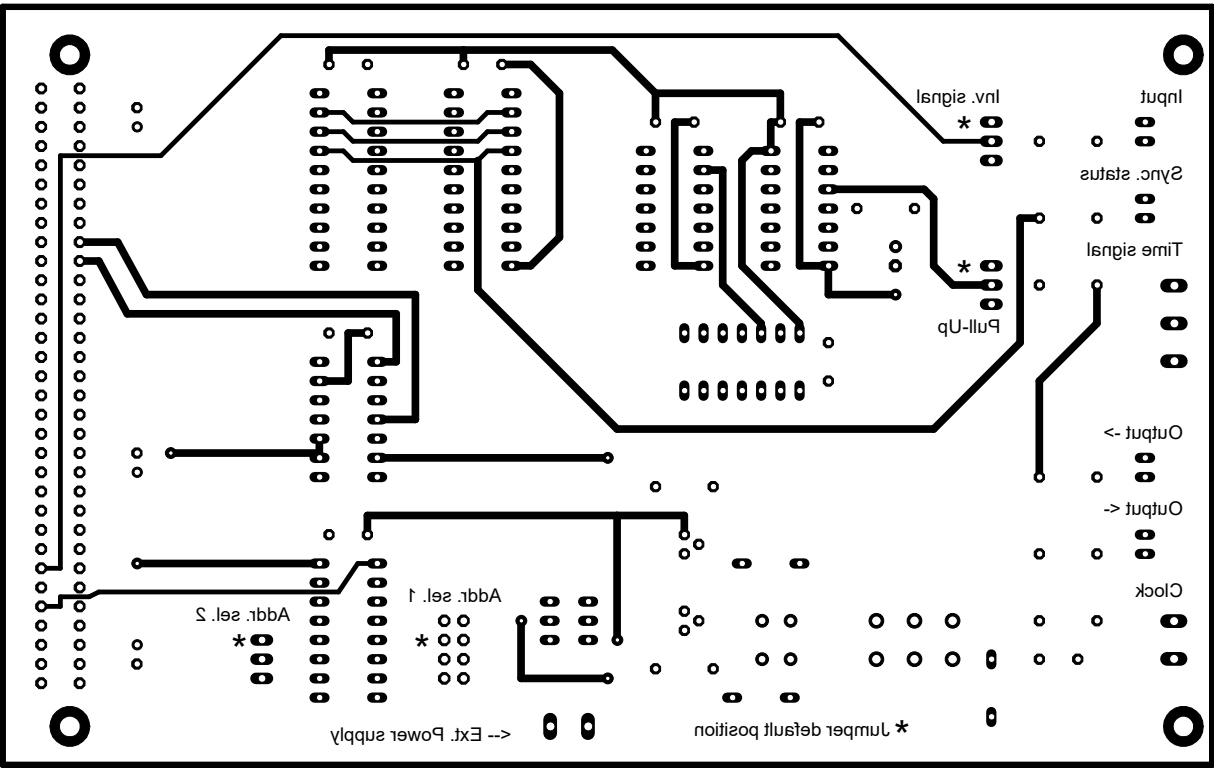 Inv. signal
*
Input
Sync. status
Time signal
*
Pull-Up
Output ->
Output <-
Clock
Addr. sel. 1
*
Addr. sel. 2
*
<-- Ext. Power supply
* Jumper default position